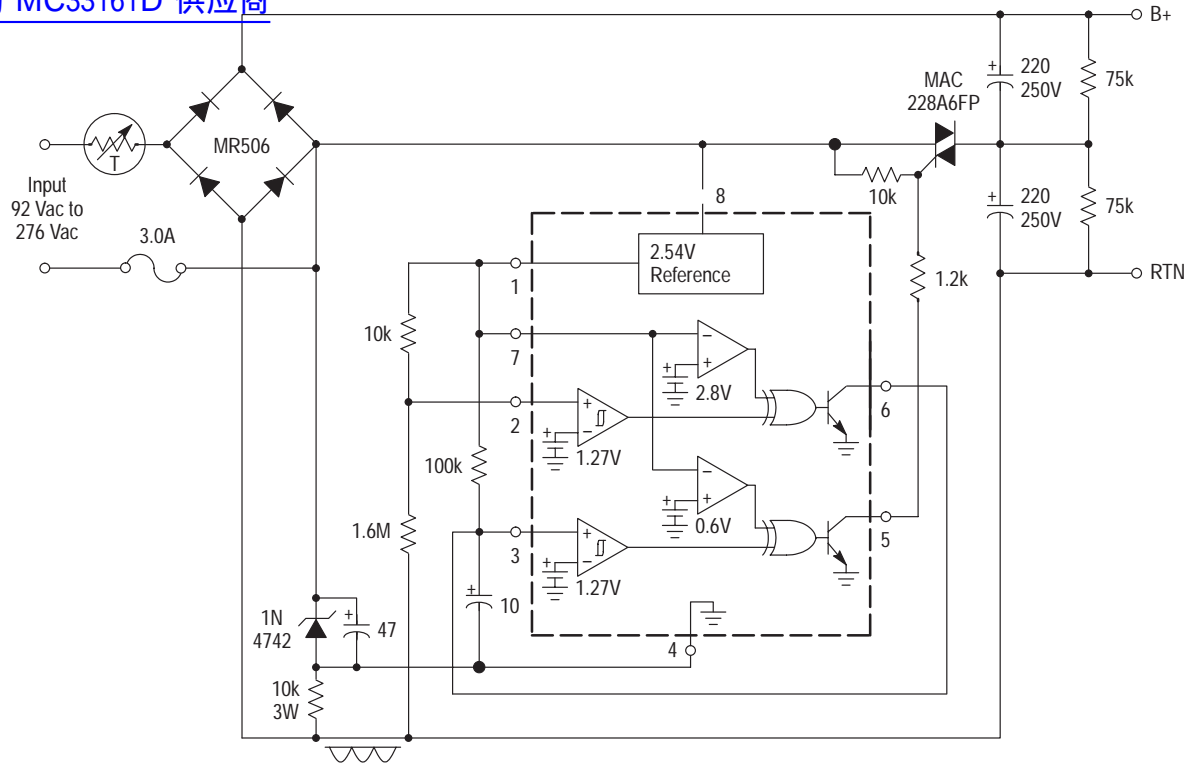 MC33161D 供应商
B+
220
250V
75k
MAC
228A6FP
MR506
T
Input
92 Vac to
276 Vac
3.0A
10k
8
220
250V
75k
2.54V
Reference
1
RTN
1.2k
10k
7
–
+
2.8V
6
2
+
–
1.27V
100k
–
+
0.6V
1.6M
3
+
–
1.27V
5
1N
4742
+
47
+
10
4
10k
3W